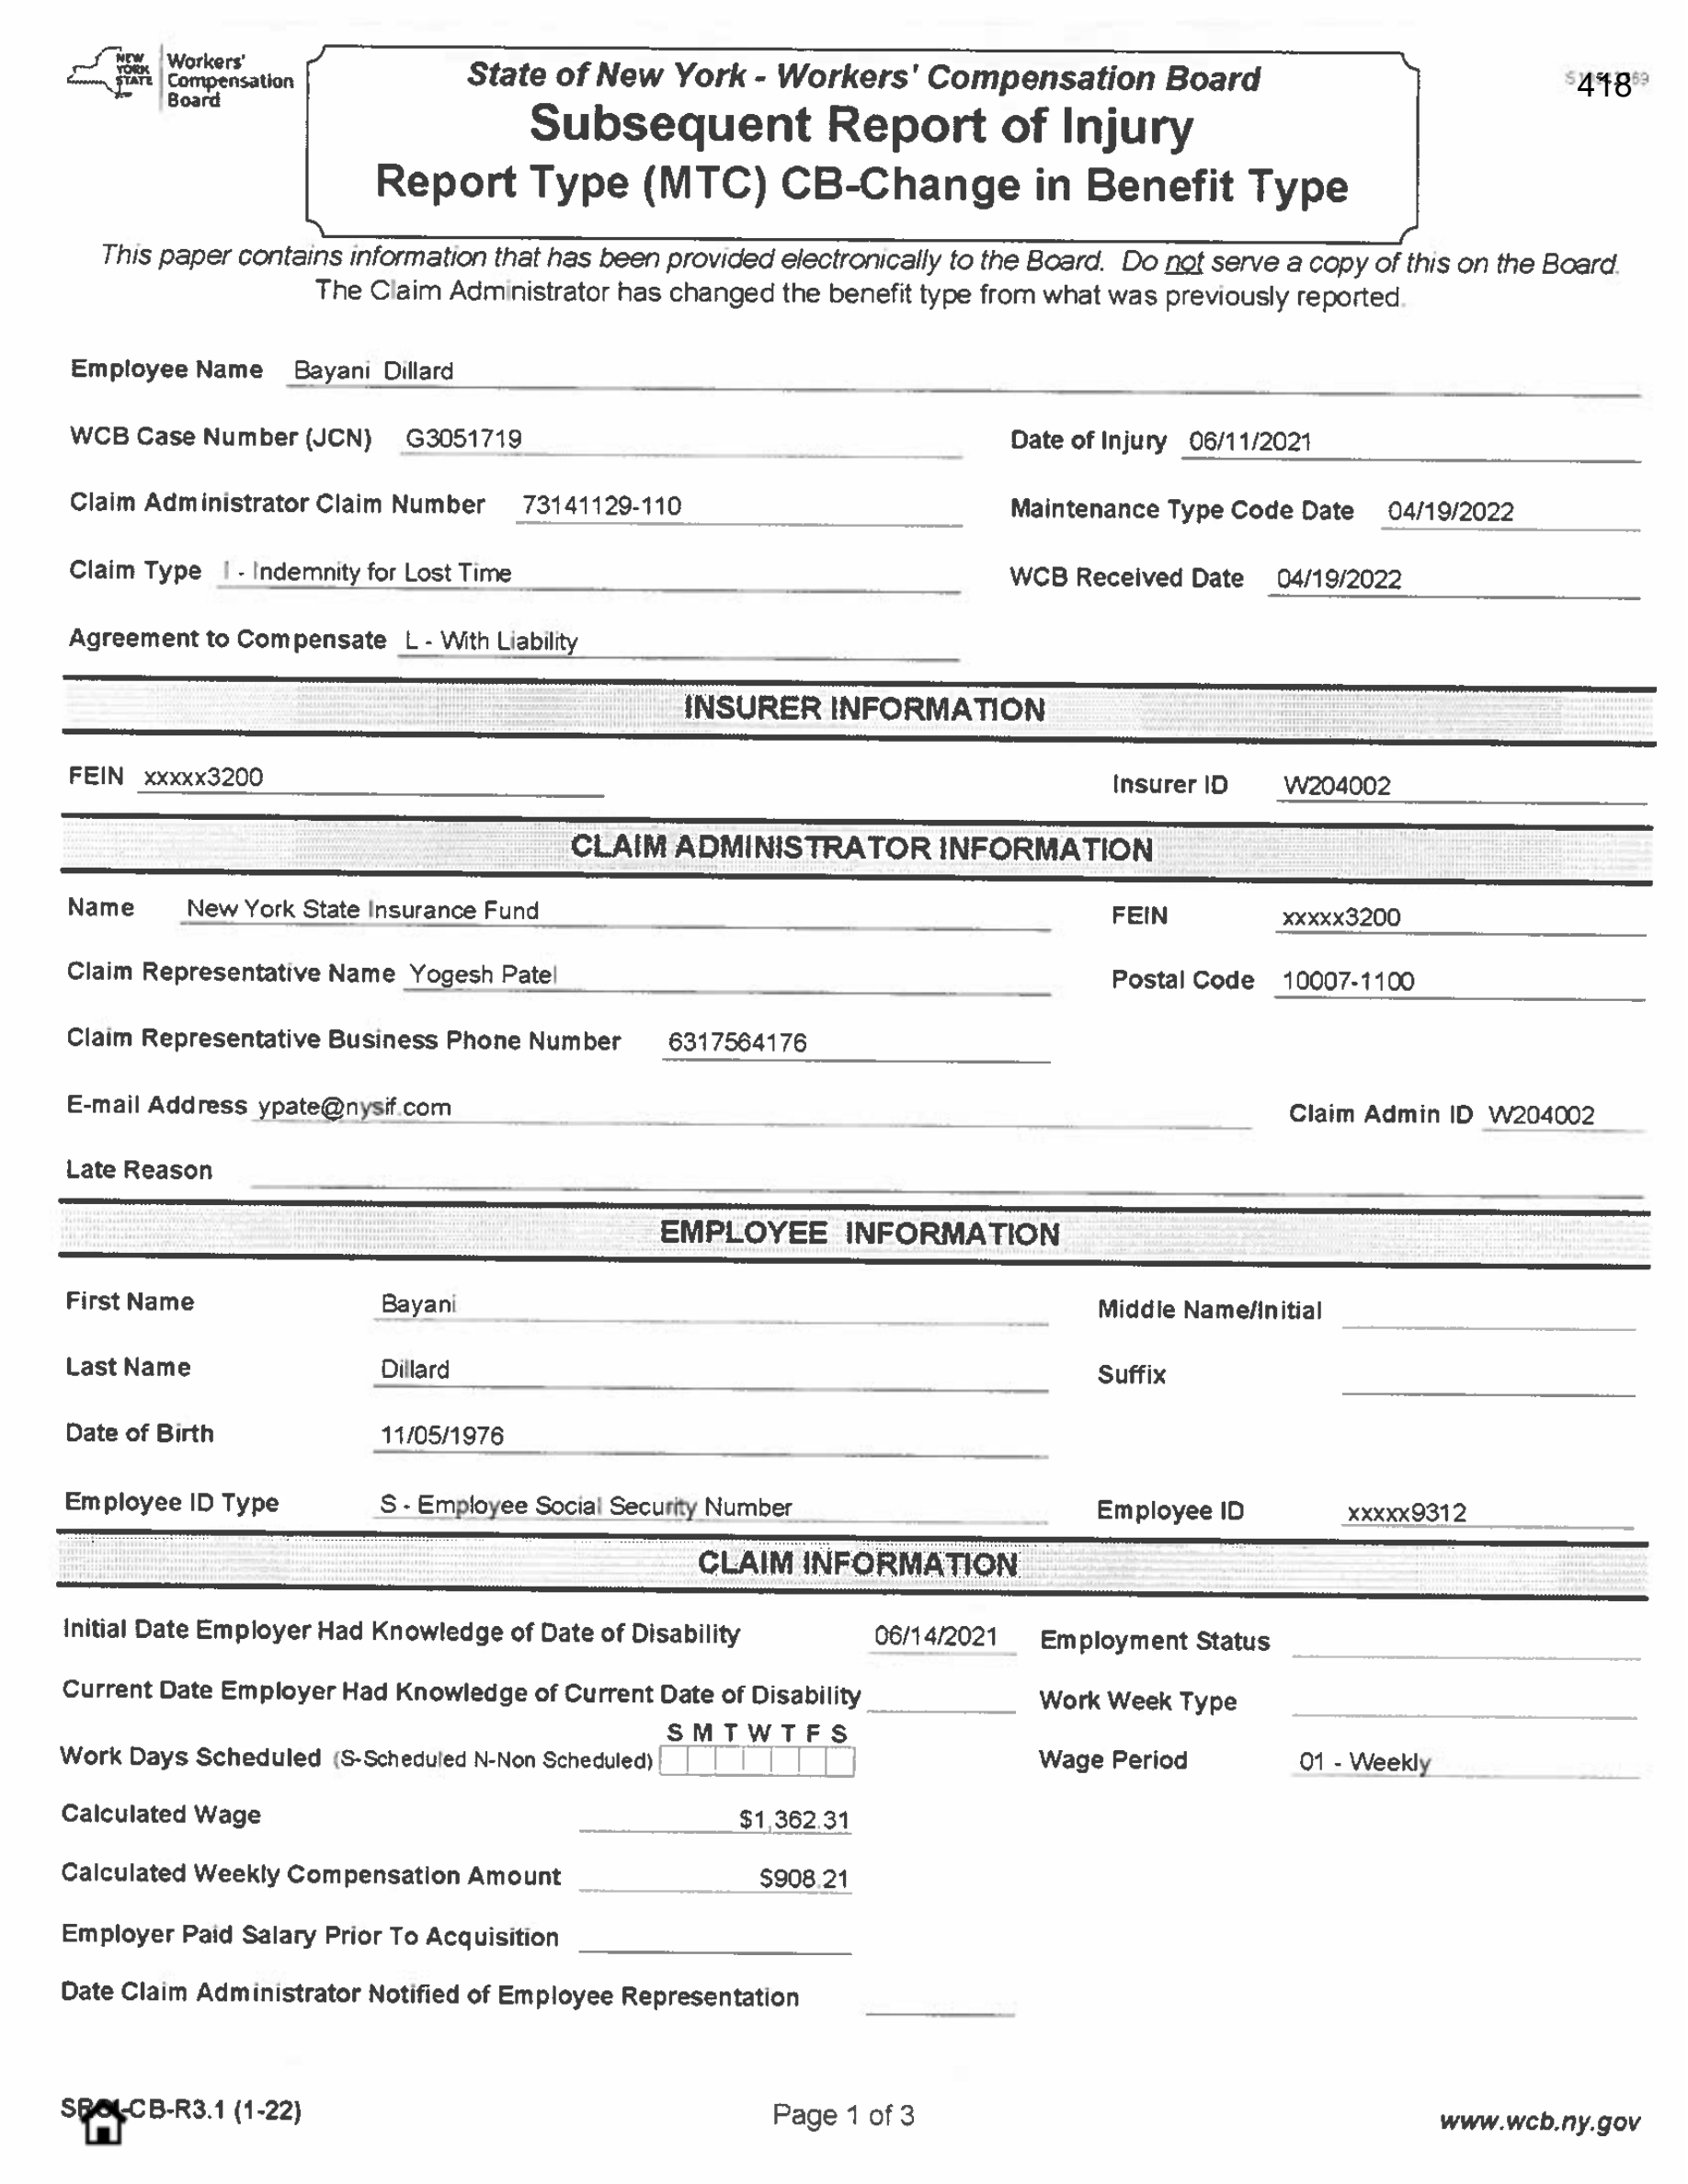 NEW YORK STATE Workers' Compensation Board
State of New York - Workers' Compensation Board
418
Subsequent Report of Injury
Report Type (MTC) CB-Change in Benefit Type
This paper contains information that has been provided electronically to the Board. Do not serve a copy of this on the Board.
The Claim Administrator has changed the benefit type from what was previously reported.
Employee Name Bayani Dillard
WCB Case Number (JCN) G3051719 Date of Injury 06/11/2021
Claim Administrator Claim Number 73141129-110 Maintenance Type Code Date 04/19/2022
Claim Type I - Indemnity for Lost Time WCB Received Date 04/19/2022
Agreement to Compensate L - With Liability
INSURER INFORMATION
FEIN xxxxx3200 Insurer ID W204002
CLAIM ADMINISTRATOR INFORMATION
Name New York State Insurance Fund FEIN xxxxx3200
Claim Representative Name Yogesh Patel Postal Code 10007-1100
Claim Representative Business Phone Number 6317564176
E-mail Address ypate@nysif.com Claim Admin ID W204002
Late Reason
EMPLOYEE INFORMATION
First Name Bayani Middle Name/Initial
Last Name Dillard Suffix
Date of Birth 11/05/1976
Employee ID Type S - Employee Social Security Number Employee ID xxxxx9312
CLAIM INFORMATION
Initial Date Employer Had Knowledge of Date of Disability 06/14/2021 Employment Status
Current Date Employer Had Knowledge of Current Date of Disability Work Week Type
S M T W T F S
Work Days Scheduled (S-Scheduled N-Non Scheduled) Wage Period 01 - Weekly
Calculated Wage $1,362.31
Calculated Weekly Compensation Amount $908.21
Employer Paid Salary Prior To Acquisition
Date Claim Administrator Notified of Employee Representation
CB-R3.1 (1-22) Page 1 of 3 www.wcb.ny.gov